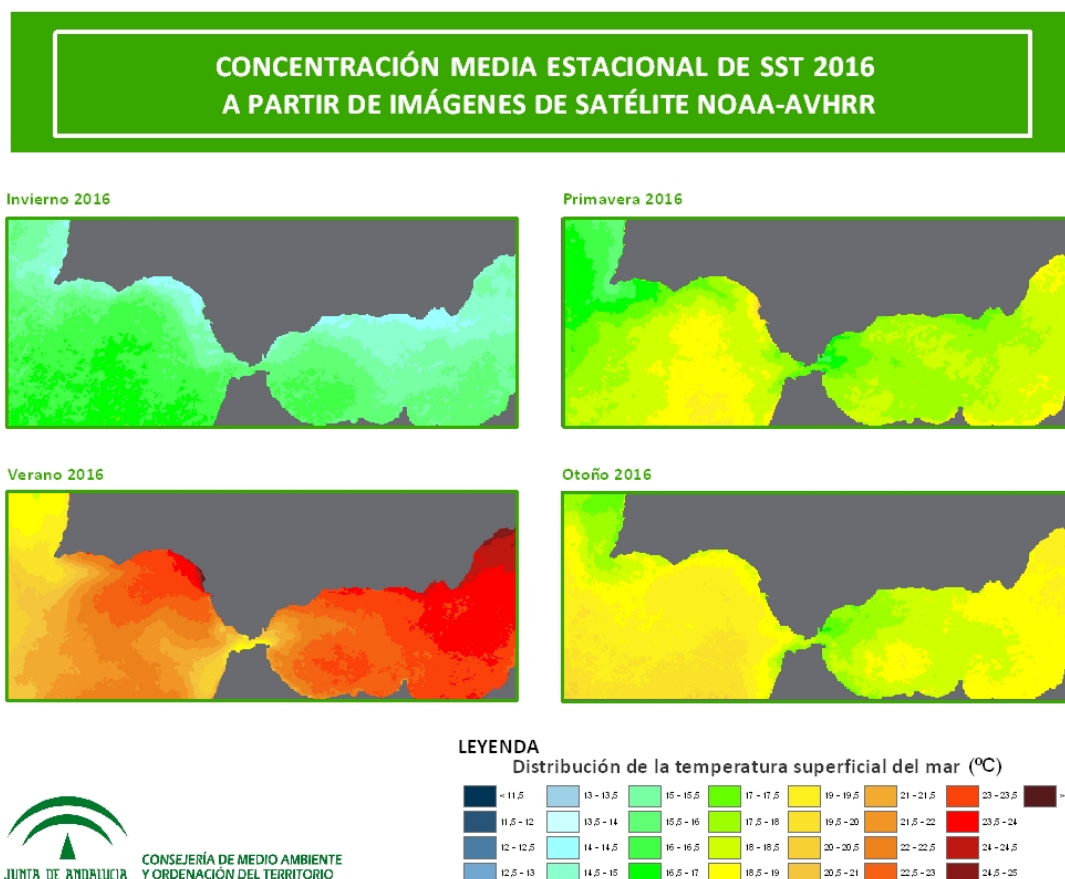 CONCENTRACIÓN MEDIA ESTACIONAL DE SST 2016
A PARTIR DE IMÁGENES DE SATÉLITE NOAA-AVHRR
Invierno 2016
Primavera 2016
Verano 2016
Otoño 2016
LEYENDA
Distribución de la temperatura superficial del mar (ºC)
< 11,5 13 - 13,5 15 - 15,5 17 - 17,5 19 - 19,5 21 - 21,5 23 - 23,5 >
11,5 - 12 13,5 - 14 15,5 - 16 17,5 - 18 19,5 - 20 21,5 - 22 23,5 - 24
12 - 12,5 14 - 14,5 16 - 16,5 18 - 18,5 20 - 20,5 22 - 22,5 24 - 24,5
12,5 - 13 14,5 - 15 16,5 - 17 18,5 - 19 20,5 - 21 22,5 - 23 24,5 - 25
JUNTA DE ANDALUCIA
CONSEJERÍA DE MEDIO AMBIENTE
Y ORDENACIÓN DEL TERRITORIO